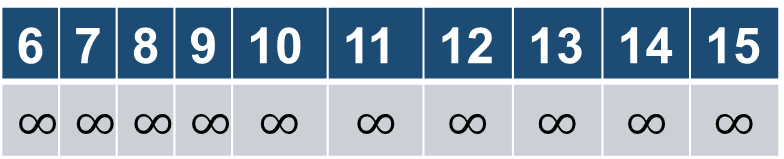 6 7 8 9 10 11 12 13 14 15
∞ ∞ ∞ ∞ ∞ ∞ ∞ ∞ ∞ ∞